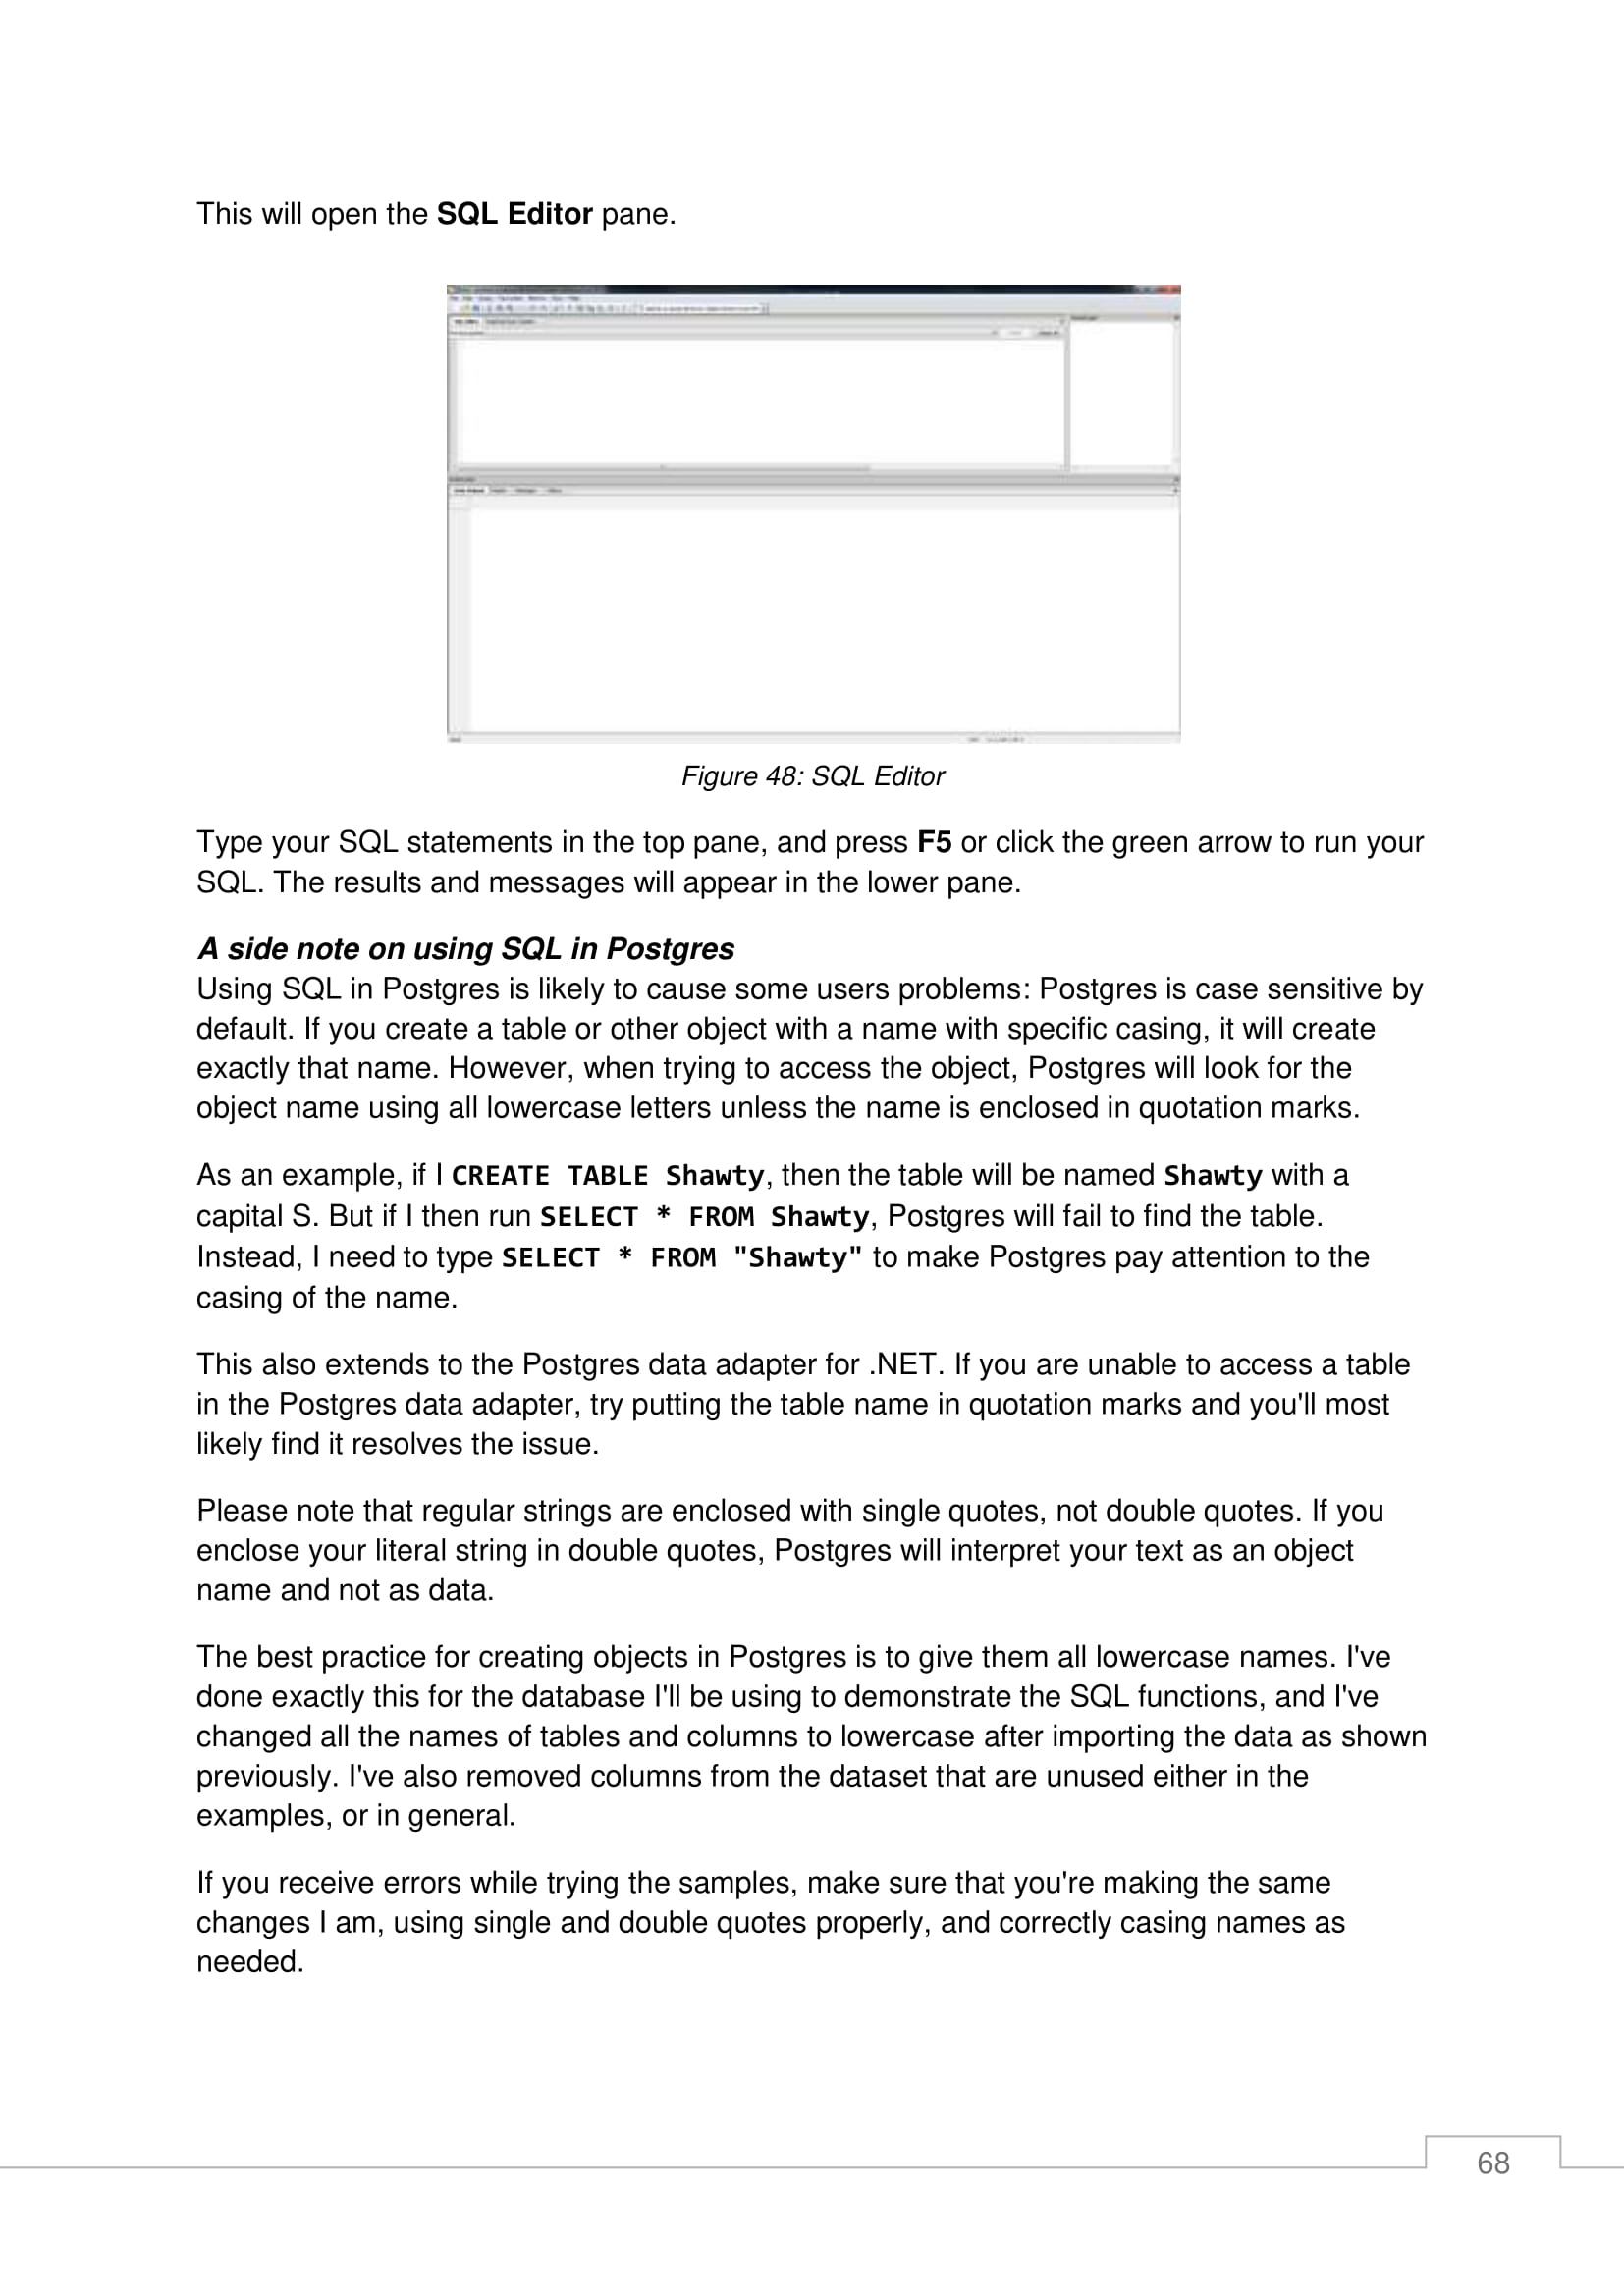 This will open the SQL Editor pane.
Figure 48: SQL Editor
Type your SQL statements in the top pane, and press F5 or click the green arrow to run your
SQL. The results and messages will appear in the lower pane.
A side note on using SQL in Postgres
Using SQL in Postgres is likely to cause some users problems: Postgres is case sensitive by
default. If you create a table or other object with a name with specific casing, it will create
exactly that name. However, when trying to access the object, Postgres will look for the
object name using all lowercase letters unless the name is enclosed in quotation marks.
As an example, if I CREATE TABLE Shawty, then the table will be named Shawty with a
capital S. But if I then run SELECT * FROM Shawty, Postgres will fail to find the table.
Instead, I need to type SELECT * FROM "Shawty" to make Postgres pay attention to the
casing of the name.
This also extends to the Postgres data adapter for .NET. If you are unable to access a table
in the Postgres data adapter, try putting the table name in quotation marks and you'll most
likely find it resolves the issue.
Please note that regular strings are enclosed with single quotes, not double quotes. If you
enclose your literal string in double quotes, Postgres will interpret your text as an object
name and not as data.
The best practice for creating objects in Postgres is to give them all lowercase names. I've
done exactly this for the database I'll be using to demonstrate the SQL functions, and I've
changed all the names of tables and columns to lowercase after importing the data as shown
previously. I've also removed columns from the dataset that are unused either in the
examples, or in general.
If you receive errors while trying the samples, make sure that you're making the same
changes I am, using single and double quotes properly, and correctly casing names as
needed.
68